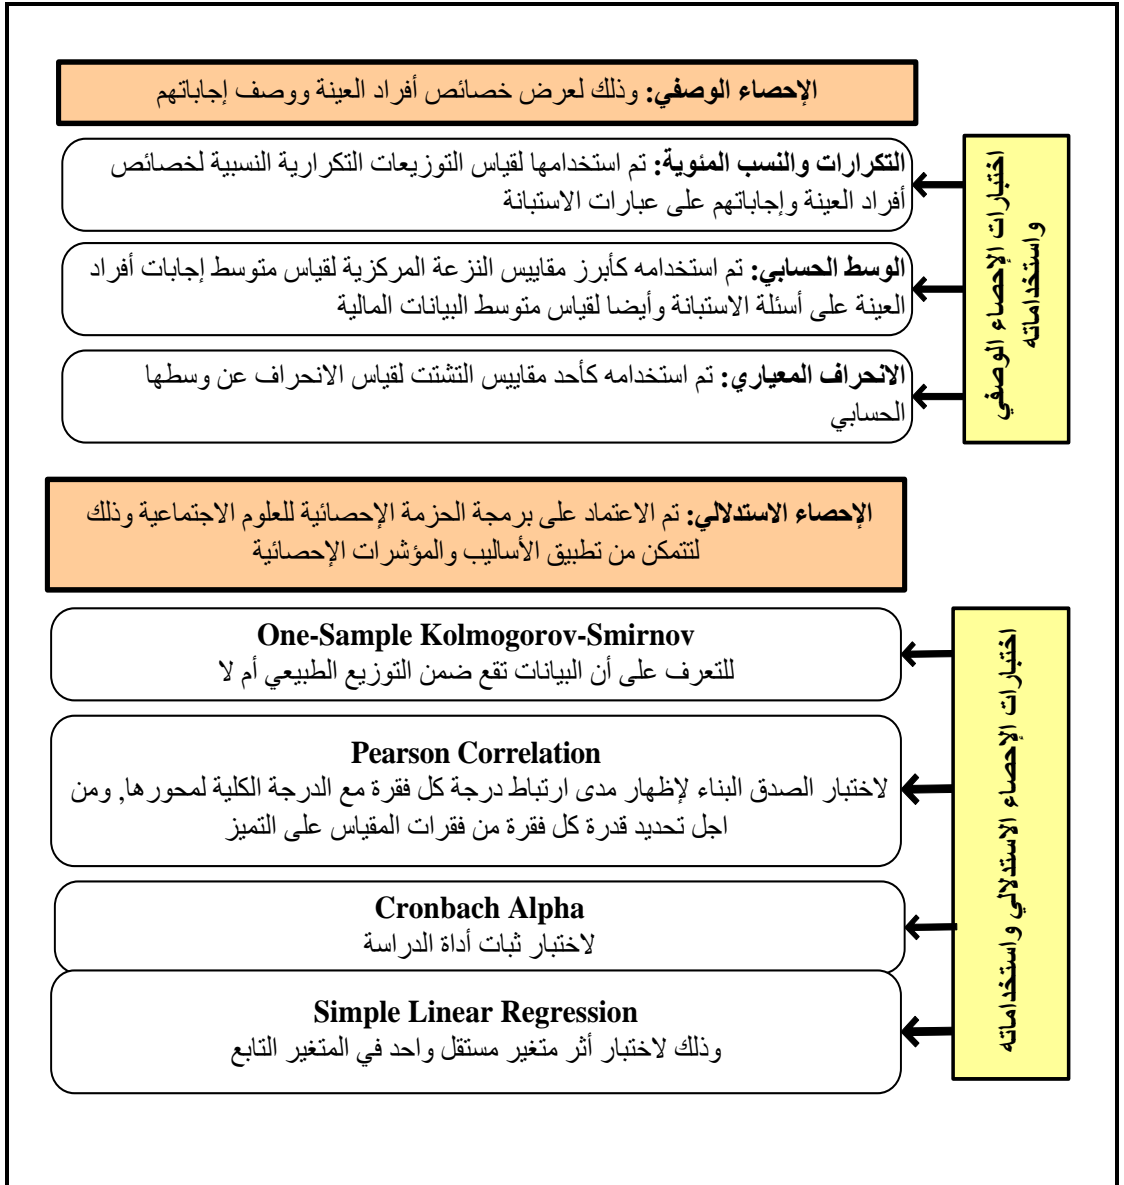 الإحصاء الوصفي: وذلك لعرض خصائص أفراد العينة ووصف إجاباتهم
اختبارات الإحصاء الوصفي
واستخداماته
التكرارات والنسب المئوية: تم استخدامها لقياس التوزيعات التكرارية النسبية لخصائص
أفراد العينة وإجاباتهم على عبارات الاستبانة
الوسط الحسابي: تم استخدامه كأبرز مقاييس النزعة المركزية لقياس متوسط إجابات أفراد
العينة على أسئلة الاستبانة وأيضا لقياس متوسط البيانات المالية
الانحراف المعياري: تم استخدامه كأحد مقاييس التشتت لقياس الانحراف عن وسطها
الحسابي
الإحصاء الاستدلالي: تم الاعتماد على برمجة الحزمة الإحصائية للعلوم الاجتماعية وذلك
لتتمكن من تطبيق الأساليب والمؤشرات الإحصائية
اختبارات الإحصاء الاستدلالي واستخداماته
One-Sample Kolmogorov-Smirnov
للتعرف على أن البيانات تقع ضمن التوزيع الطبيعي أم لا
Pearson Correlation
لاختبار الصدق البناء لإظهار مدى ارتباط درجة كل فقرة مع الدرجة الكلية لمحورها, ومن
اجل تحديد قدرة كل فقرة من فقرات المقياس على التميز
Cronbach Alpha
لاختبار ثبات أداة الدراسة
Simple Linear Regression
وذلك لاختبار أثر متغير مستقل واحد في المتغير التابع